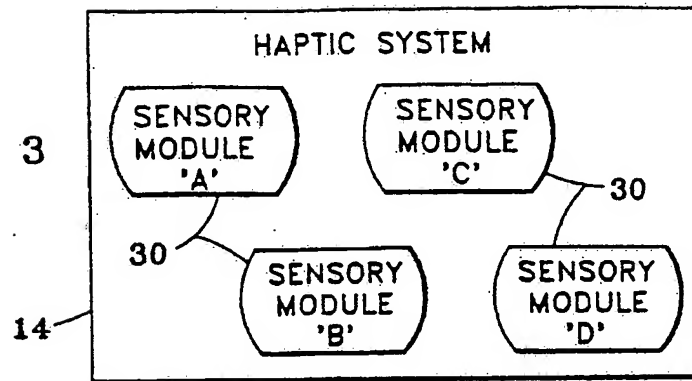 HAPTIC SYSTEM
SENSORY
MODULE
'A'
SENSORY
MODULE
'C'
3
30
30
SENSORY
MODULE
'B'
SENSORY
MODULE
'D'
14